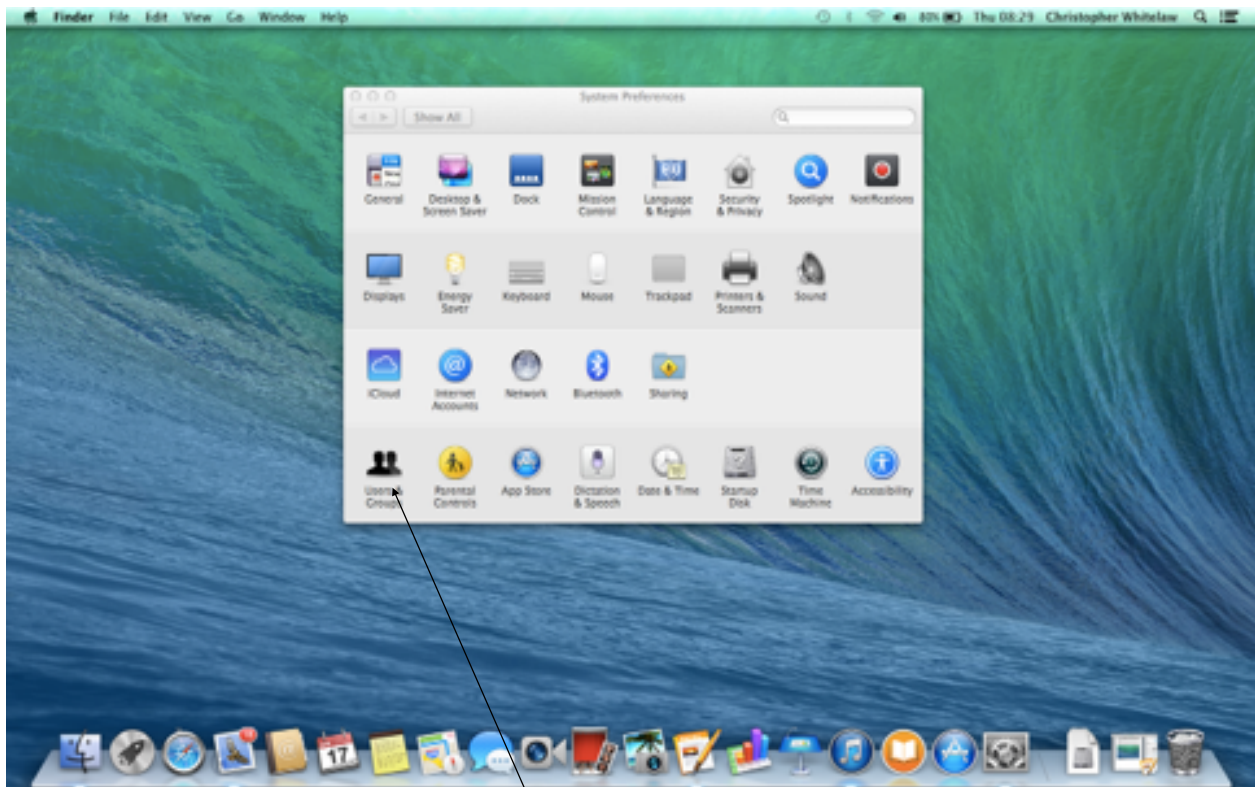 Finder File Edit View Go Window Help 80% Thu 08:29 Christopher Whitelaw
System Preferences
Show All
General Desktop & Screen Saver Dock Mission Control Language & Region Security & Privacy Spotlight Notifications
Displays Energy Saver Keyboard Mouse Trackpad Printers & Scanners Sound
iCloud Internet Accounts Network Bluetooth Sharing
Users & Groups Parental Controls App Store Dictation & Speech Date & Time Startup Disk Time Machine Accessibility
17